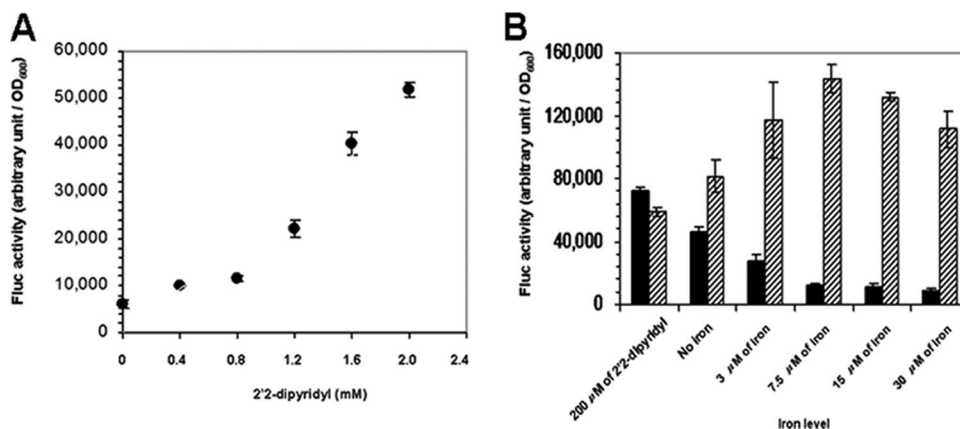 A
Fluc activity (arbitrary unit / OD600)
60,000
50,000
40,000
30,000
20,000
10,000
0
0 0.4 0.8 1.2 1.6 2.0 2.4
2'2-dipyridyl (mM)
B
Fluc activity (arbitrary unit / OD600)
160,000
120,000
80,000
40,000
0
200 µM of 2'2-dipyridyl
No iron
3 µM of iron
7.5 µM of iron
15 µM of iron
30 µM of iron
Iron level